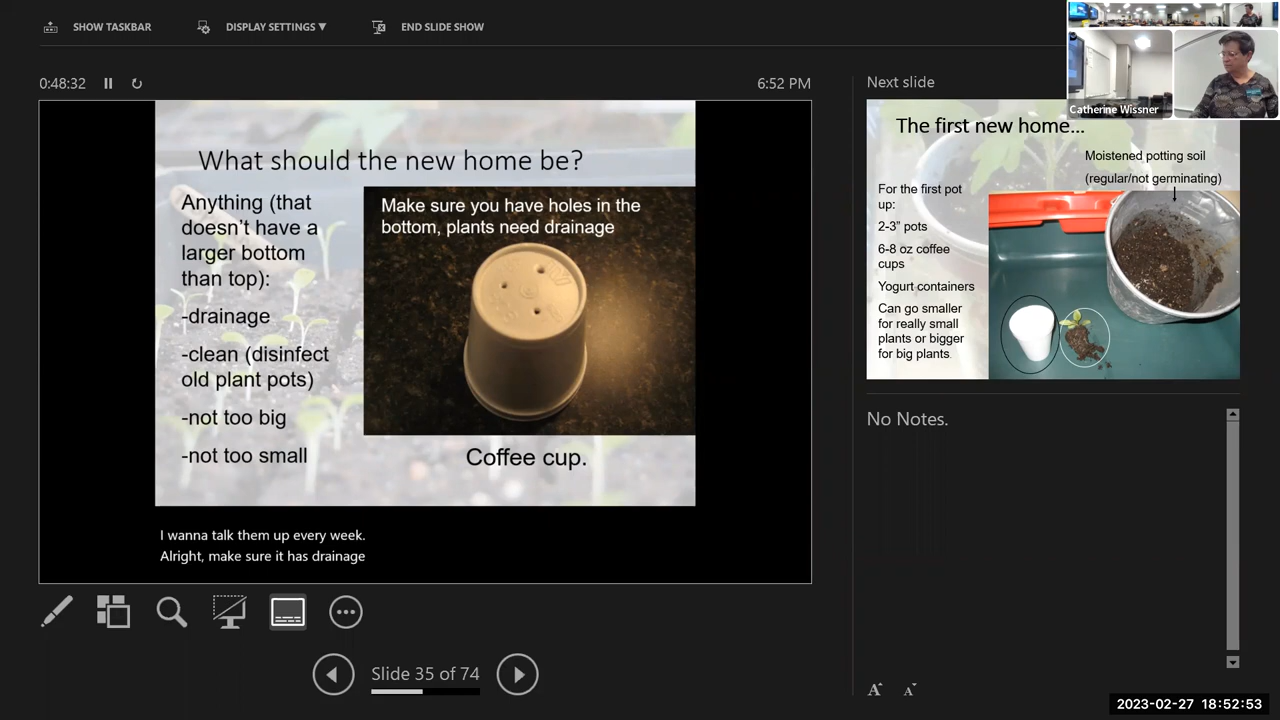 SHOW TASKBAR
DISPLAY SETTINGS ▼
END SLIDE SHOW
0:48:32
6:52 PM
What should the new home be?
Anything (that
doesn't have a
larger bottom
than top):
-drainage
-clean (disinfect
old plant pots)
-not too big
-not too small
Make sure you have holes in the
bottom, plants need drainage
Coffee cup.
I wanna talk them up every week.
Alright, make sure it has drainage
Slide 35 of 74
Next slide
Catherine Wissner
The first new home...
Moistened potting soil
(regular/not germinating)
For the first pot
up:
2-3" pots
6-8 oz coffee
cups
Yogurt containers
Can go smaller
for really small
plants or bigger
for big plants.
No Notes.
A A
2023-02-27 18:52:53